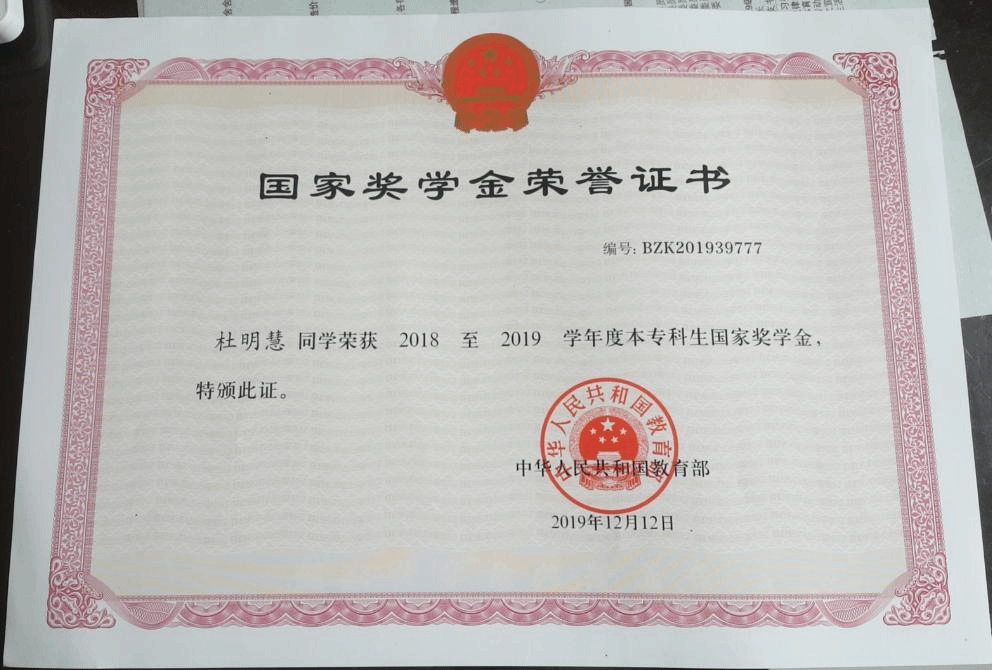 国家奖学金荣誉证书
编号: BZK201939777
杜明慧 同学荣获 2018 至 2019 学年度本专科生国家奖学金,
特颁此证。
中华人民共和国教育部
中华人民共和国教育部
2019年12月12日